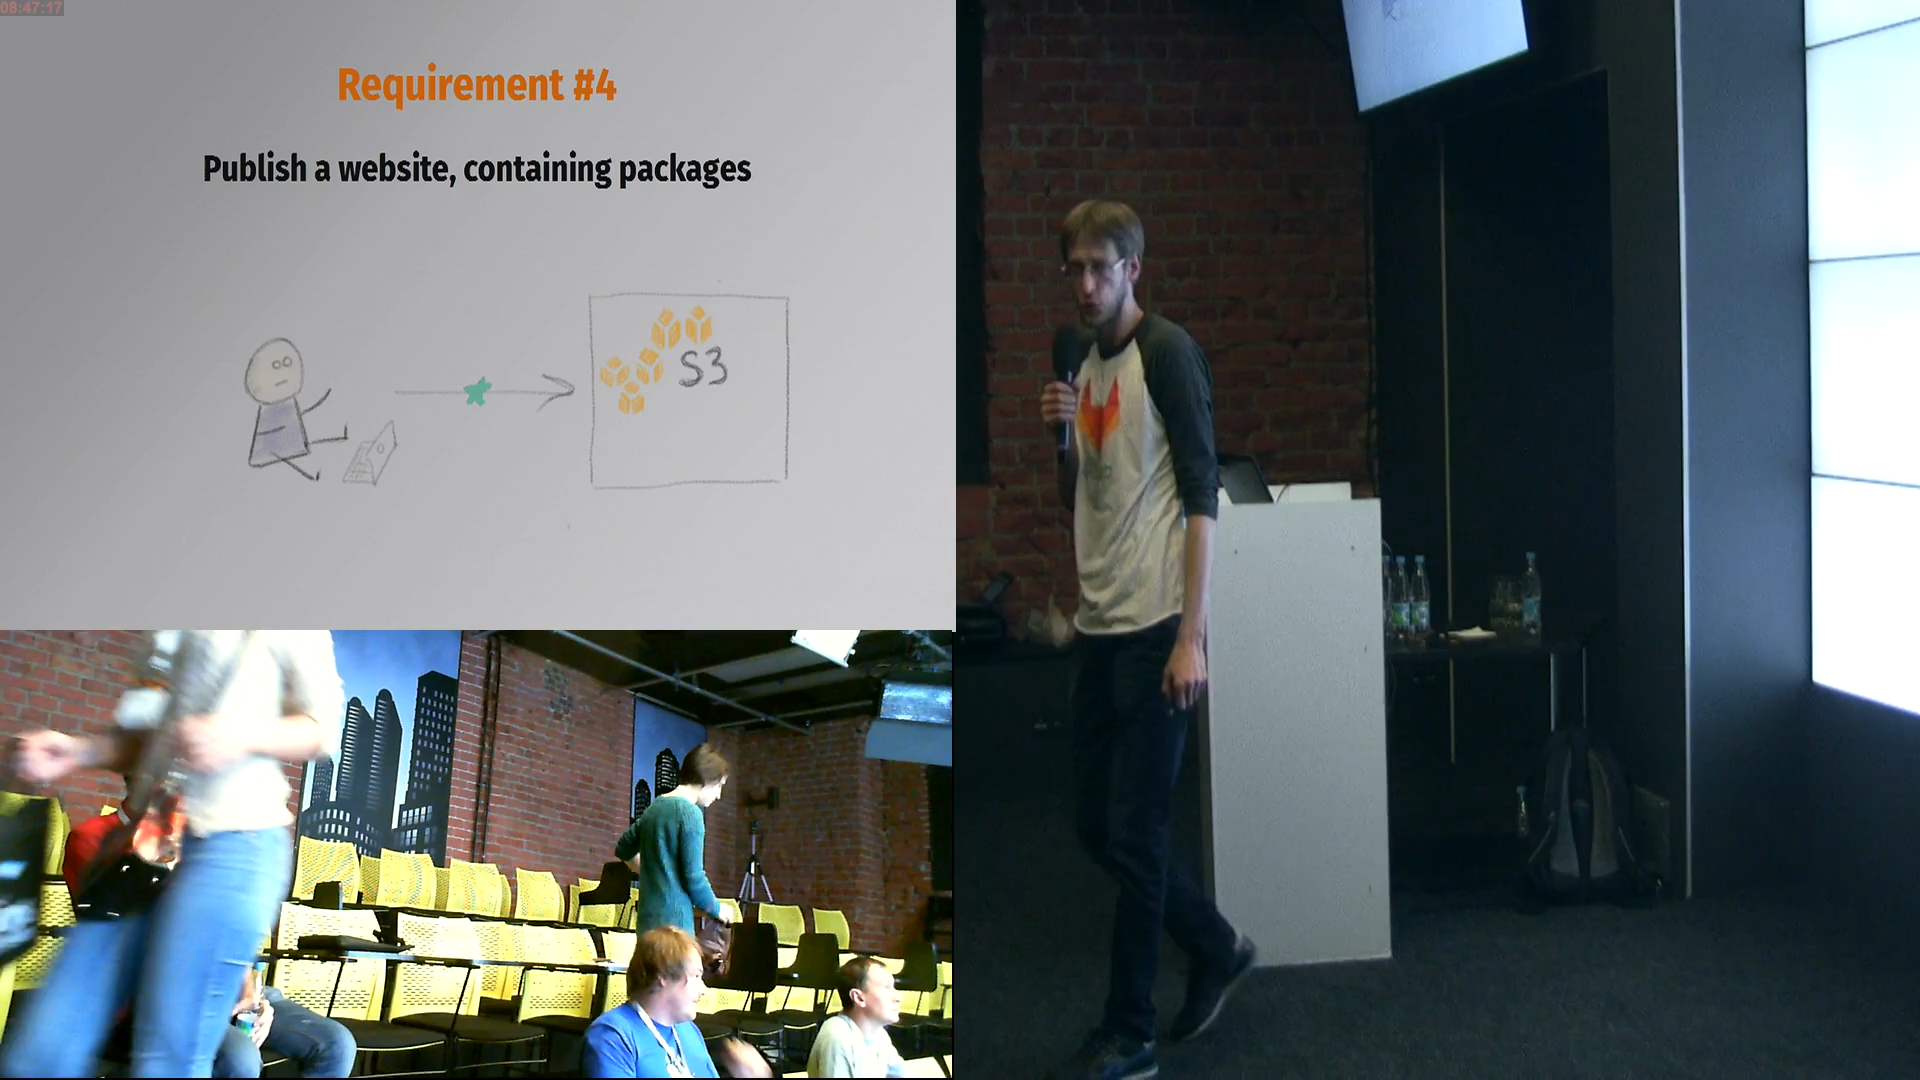 08:47:17
Requirement #4
Publish a website, containing packages
S3